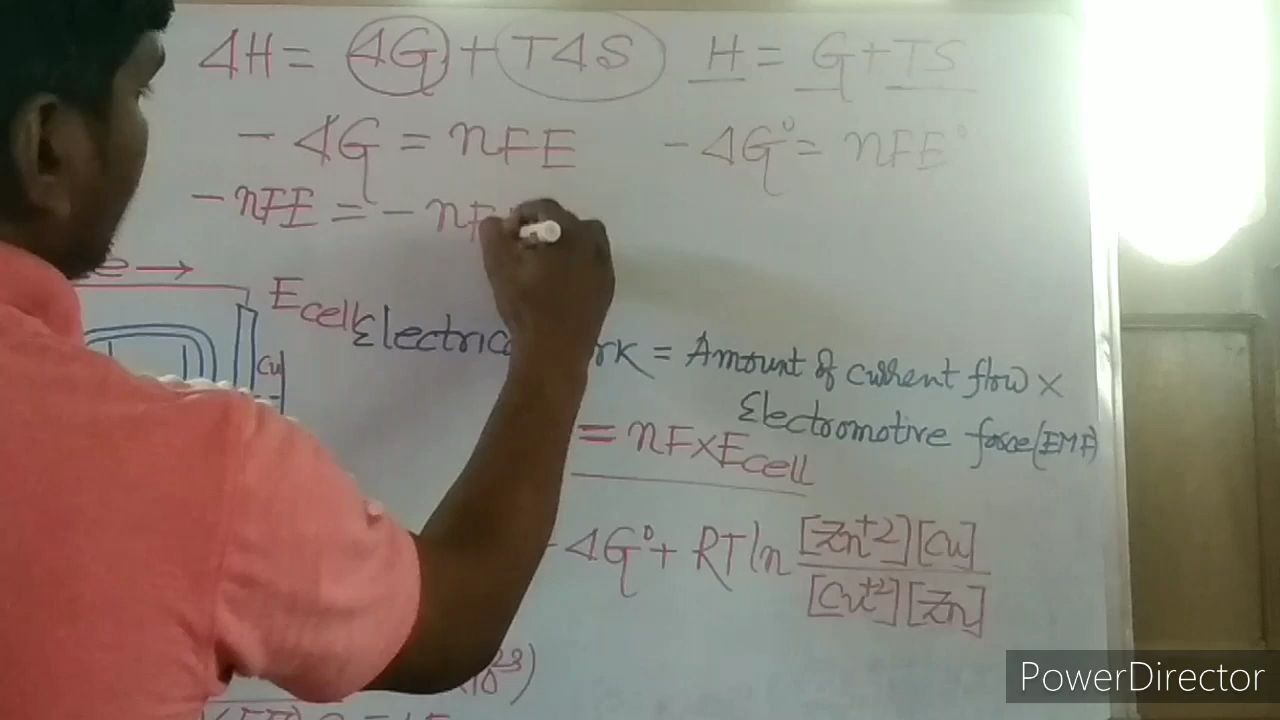 ΔH = ΔG + TΔS H = G + TS
- ΔG = nFE - ΔG° = nFE°
- nFE = - nF
e →
Ecell
Cu
Electrical = Amount of current flow ×
Electromotive force (EMF)
= nF×Ecell
ΔG° + RT ln [Zn+2][Cu]
[Cu+2][Zn]
PowerDirector